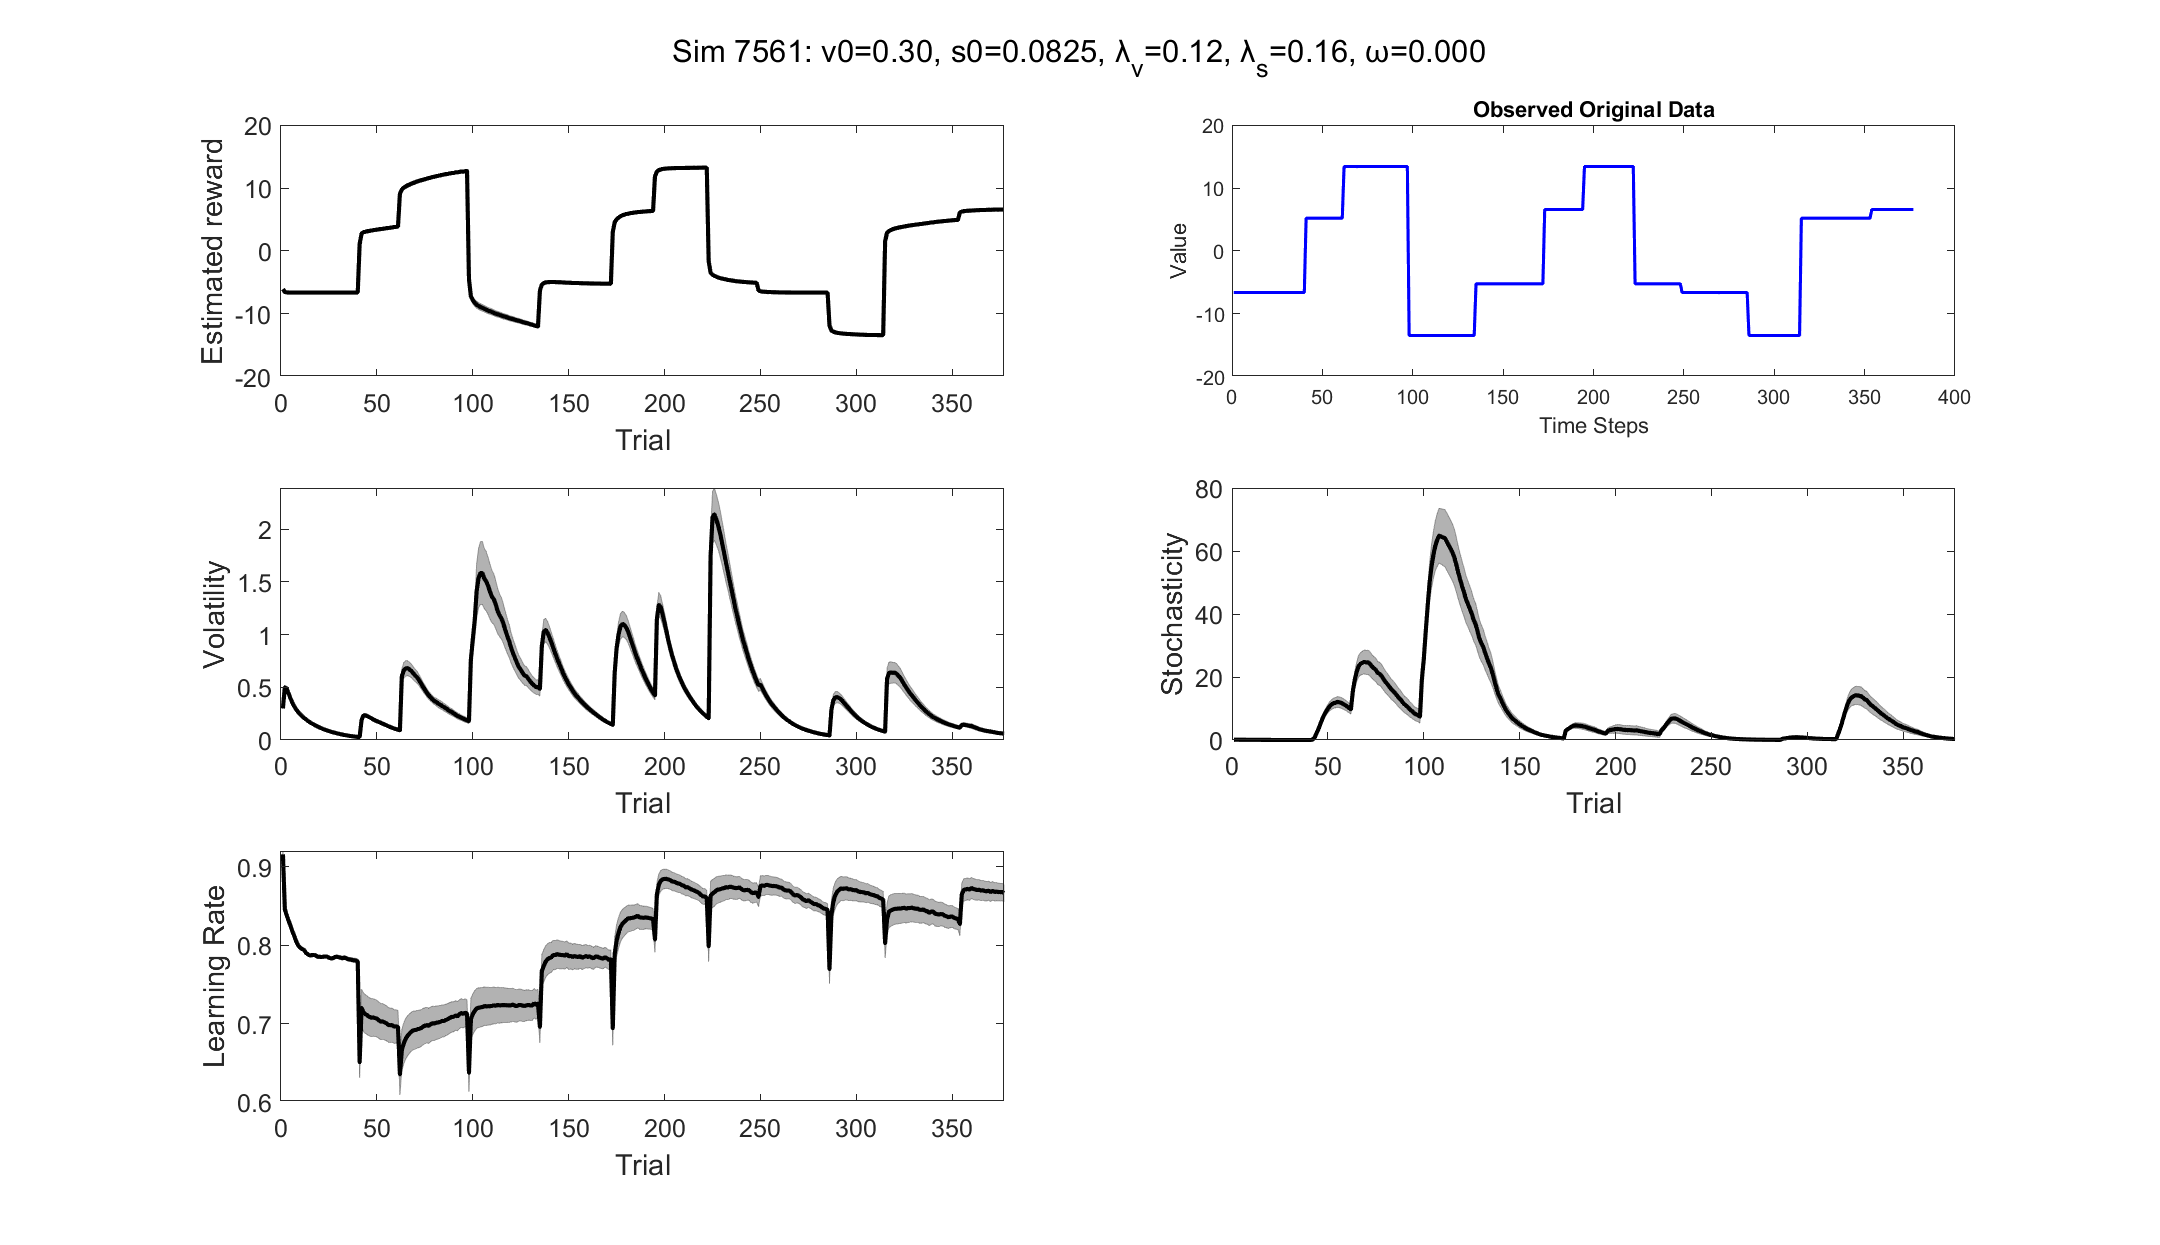 Sim 7561: v0=0.30, s0=0.0825, λv=0.12, λs=0.16, ω=0.000
Estimated reward
20
10
0
-10
-20
0 50 100 150 200 250 300 350
Trial
Observed Original Data
Value
20
10
0
-10
-20
0 50 100 150 200 250 300 350 400
Time Steps
Volatility
2
1.5
1
0.5
0
0 50 100 150 200 250 300 350
Trial
Stochasticity
80
60
40
20
0
0 50 100 150 200 250 300 350
Trial
Learning Rate
0.9
0.8
0.7
0.6
0 50 100 150 200 250 300 350
Trial